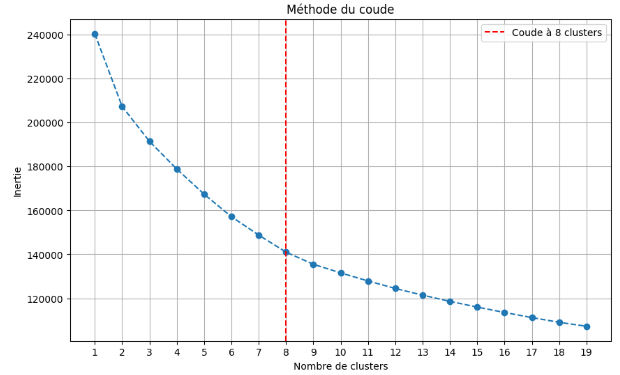 Méthode du coude
Coude à 8 clusters
240000
220000
200000
180000
160000
140000
120000
Inertie
1 2 3 4 5 6 7 8 9 10 11 12 13 14 15 16 17 18 19
Nombre de clusters